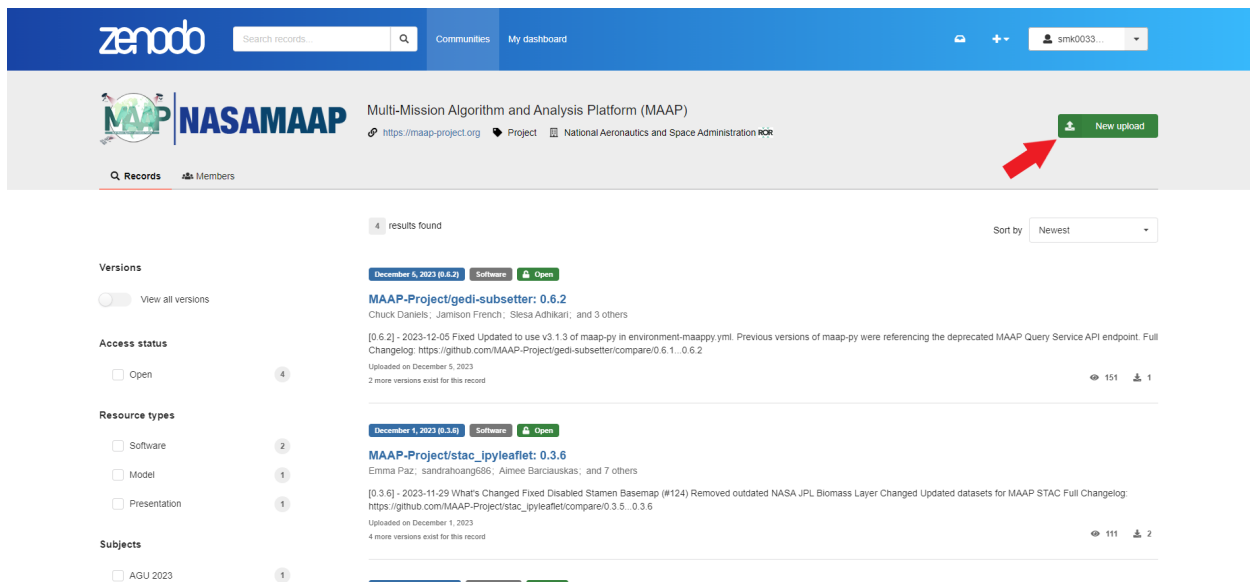 zenodo
Search records...
Communities
My dashboard
smk0033...
MAAP
NASAMAAP
Multi-Mission Algorithm and Analysis Platform (MAAP)
https://maap-project.org Project National Aeronautics and Space Administration ROR
New upload
Records Members
4 results found
Sort by Newest
Versions
View all versions
Access status
Open 4
Resource types
Software 2
Model 1
Presentation 1
Subjects
AGU 2023 1
December 5, 2023 (0.6.2) Software Open
MAAP-Project/gedi-subsetter: 0.6.2
Chuck Daniels; Jamison French; Slesa Adhikari; and 3 others
[0.6.2] - 2023-12-05 Fixed Updated to use v3.1.3 of maap-py in environment-maappy.yml. Previous versions of maap-py were referencing the deprecated MAAP Query Service API endpoint. Full
Changelog: https://github.com/MAAP-Project/gedi-subsetter/compare/0.6.1...0.6.2
Uploaded on December 5, 2023
2 more versions exist for this record
151 1
December 1, 2023 (0.3.6) Software Open
MAAP-Project/stac_ipyleaflet: 0.3.6
Emma Paz; sandrahoang686; Aimee Barciauskas; and 7 others
[0.3.6] - 2023-11-29 What's Changed Fixed Disabled Stamen Basemap (#124) Removed outdated NASA JPL Biomass Layer Changed Updated datasets for MAAP STAC Full Changelog:
https://github.com/MAAP-Project/stac_ipyleaflet/compare/0.3.5...0.3.6
Uploaded on December 1, 2023
4 more versions exist for this record
111 2